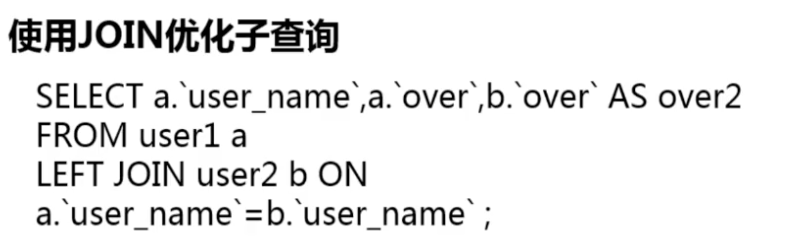 使用JOIN优化子查询
SELECT a.`user_name`,a.`over`,b.`over` AS over2
FROM user1 a
LEFT JOIN user2 b ON
a.`user_name`=b.`user_name` ;